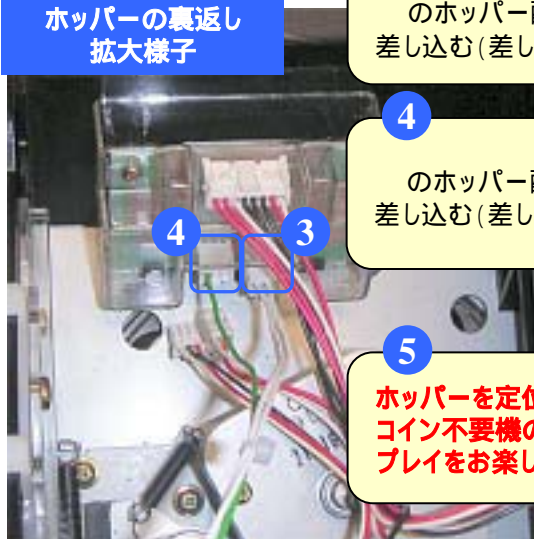 ホッパーの裏返し
拡大様子
のホッパー
差し込む(差し
4
のホッパー
差し込む(差し
4
3
5
ホッパーを定位
コイン不要機の
プレイをお楽し